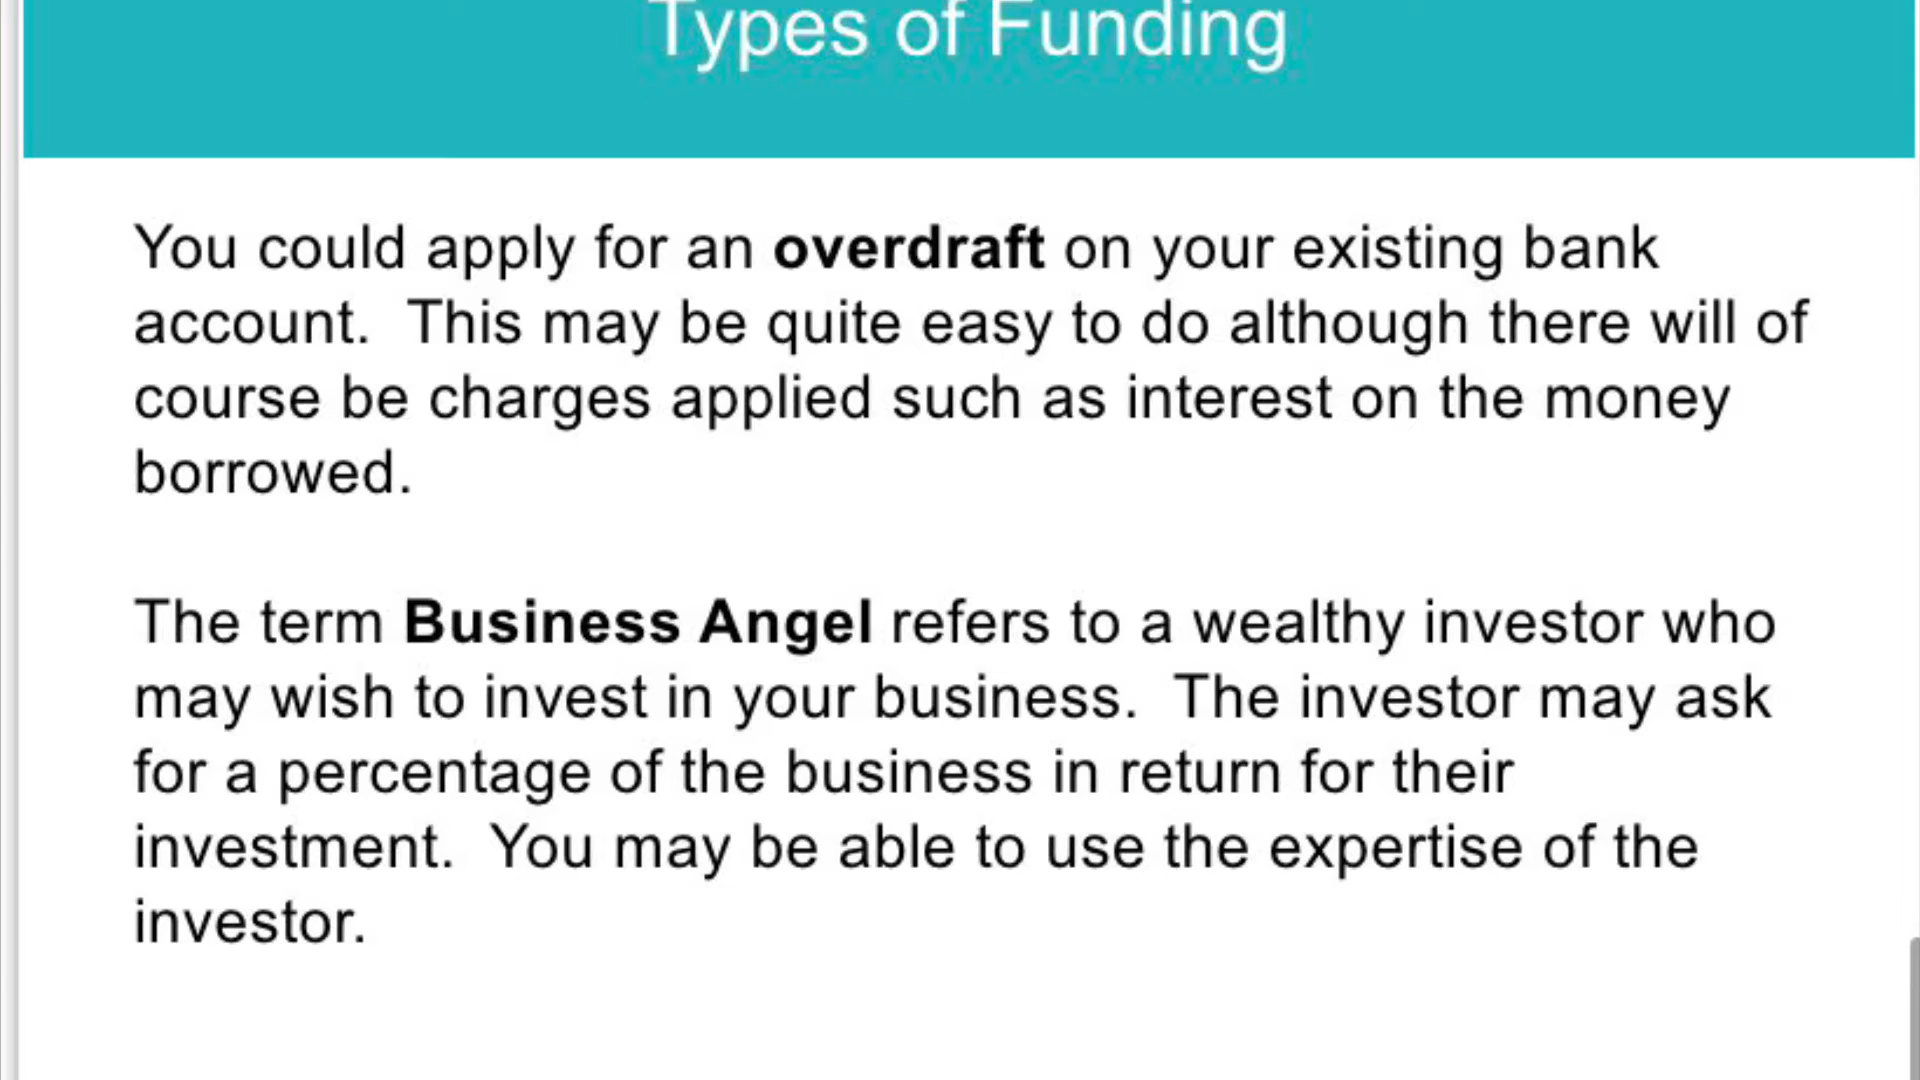 Types of Funding
You could apply for an overdraft on your existing bank
account.  This may be quite easy to do although there will of
course be charges applied such as interest on the money
borrowed.
The term Business Angel refers to a wealthy investor who
may wish to invest in your business.  The investor may ask
for a percentage of the business in return for their
investment.  You may be able to use the expertise of the
investor.